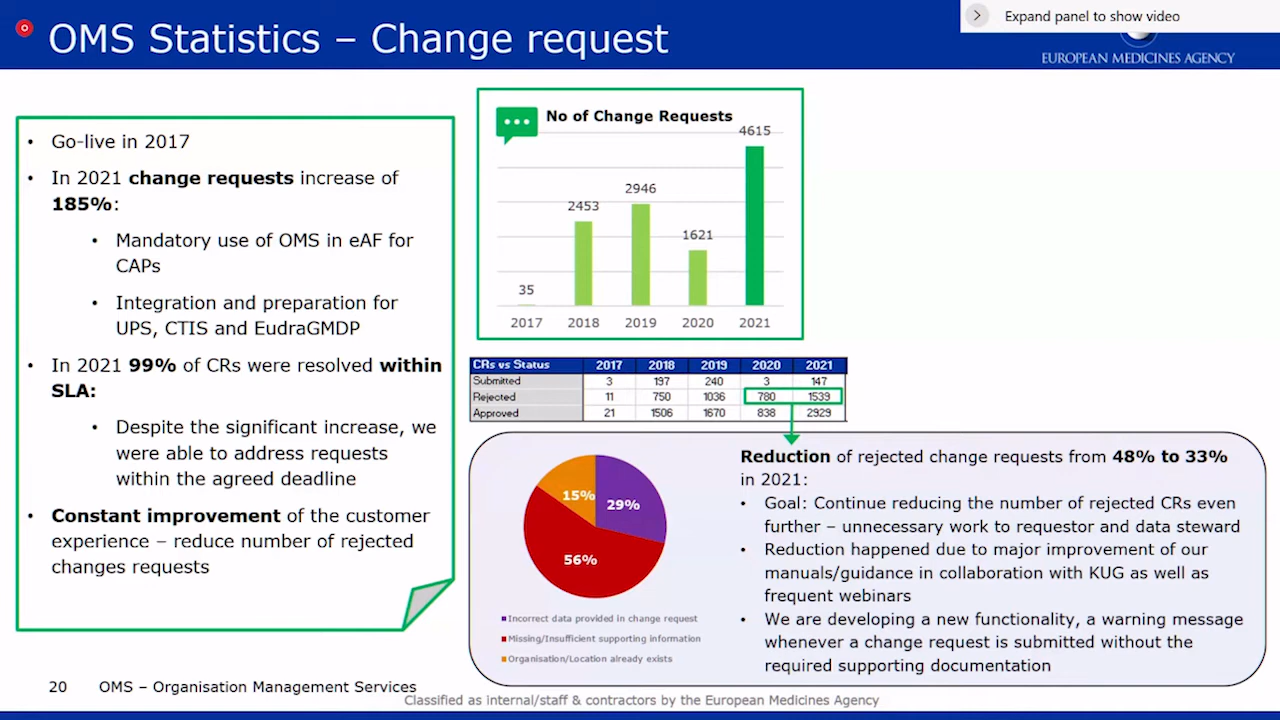 OMS Statistics – Change request
Expand panel to show video
EUROPEAN MEDICINES AGENCY
• Go-live in 2017
• In 2021 change requests increase of
185%:
• Mandatory use of OMS in eAF for
CAPs
• Integration and preparation for
UPS, CTIS and EudraGMDP
• In 2021 99% of CRs were resolved within
SLA:
• Despite the significant increase, we
were able to address requests
within the agreed deadline
• Constant improvement of the customer
experience – reduce number of rejected
changes requests
No of Change Requests
4615
2946
2453
1621
35
2017 2018 2019 2020 2021
CRs vs Status 2017 2018 2019 2020 2021
Submitted 3 197 240 3 147
Rejected 11 750 1036 780 1539
Approved 21 1506 1670 838 2929
15%
29%
56%
Incorrect data provided in change request
Missing/Insufficient supporting information
Organisation/Location already exists
Reduction of rejected change requests from 48% to 33%
in 2021:
• Goal: Continue reducing the number of rejected CRs even
further – unnecessary work to requestor and data steward
• Reduction happened due to major improvement of our
manuals/guidance in collaboration with KUG as well as
frequent webinars
• We are developing a new functionality, a warning message
whenever a change request is submitted without the
required supporting documentation
20 OMS – Organisation Management Services
Classified as internal/staff & contractors by the European Medicines Agency